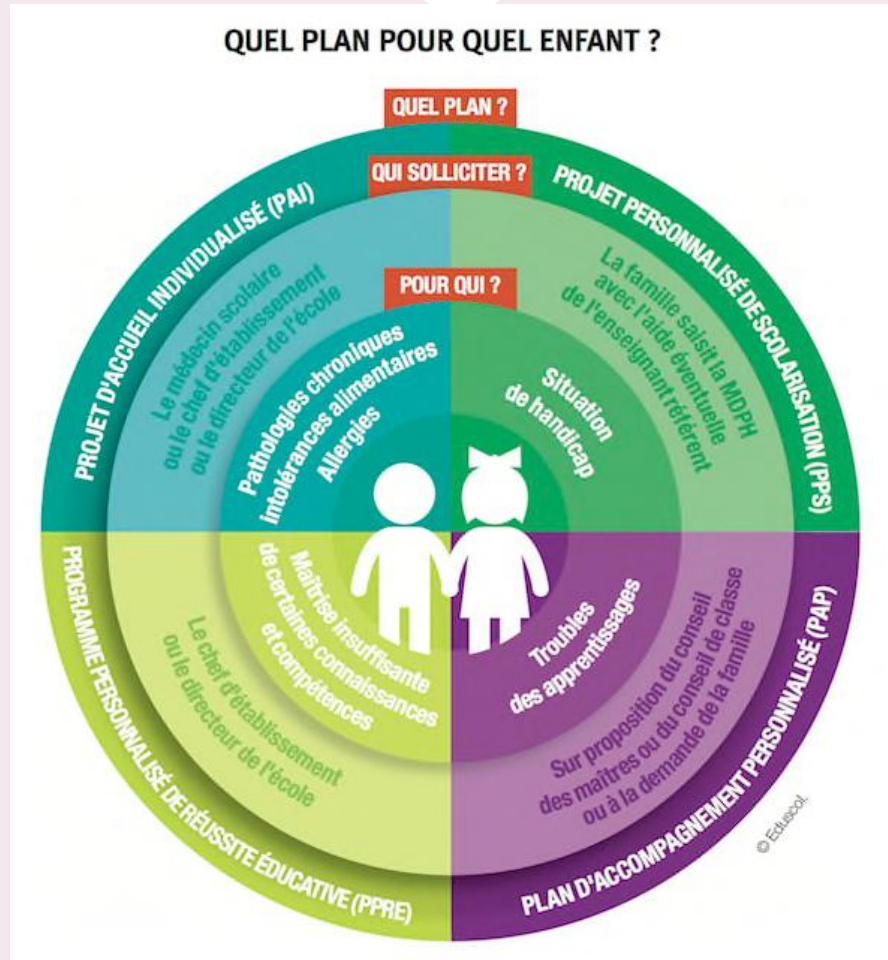 QUEL PLAN POUR QUEL ENFANT ?
QUEL PLAN ?
QUI SOLLICITER ?
POUR QUI ?
PROJET D'ACCUEIL INDIVIDUALISÉ (PAI)
Le médecin scolaire
ou le chef d'établissement
ou le directeur de l'école
Pathologies chroniques
intolérances alimentaires
Allergies
PROJET PERSONNALISÉ DE SCOLARISATION (PPS)
La famille saisit la MDPH
avec l'aide éventuelle
de l'enseignant référent
Situation
de handicap
PROGRAMME PERSONNALISÉ DE RÉUSSITE ÉDUCATIVE (PPRE)
Le chef d'établissement
ou le directeur de l'école
Maîtrise insuffisante
de certaines connaissances
et compétences
PLAN D'ACCOMPAGNEMENT PERSONNALISÉ (PAP)
Sur proposition du conseil
des maîtres ou du conseil de classe
ou à la demande de la famille
Troubles
des apprentissages
© Eduscol.